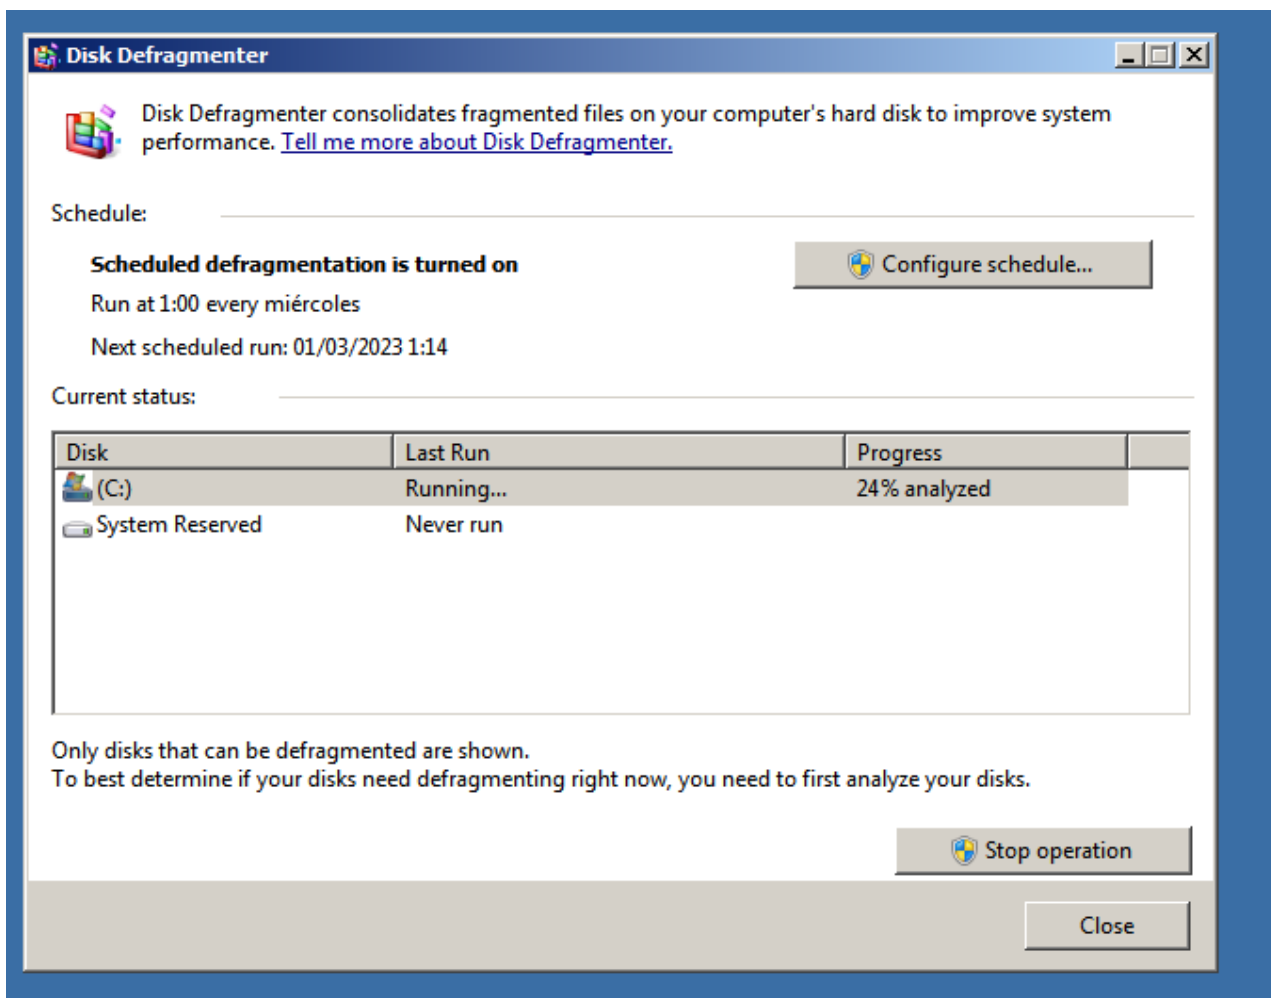 Disk Defragmenter
Disk Defragmenter consolidates fragmented files on your computer's hard disk to improve system
performance. Tell me more about Disk Defragmenter.
Schedule:
Scheduled defragmentation is turned on
Configure schedule...
Run at 1:00 every miércoles
Next scheduled run: 01/03/2023 1:14
Current status:
Disk Last Run Progress
(C:) Running... 24% analyzed
System Reserved Never run
Only disks that can be defragmented are shown.
To best determine if your disks need defragmenting right now, you need to first analyze your disks.
Stop operation
Close